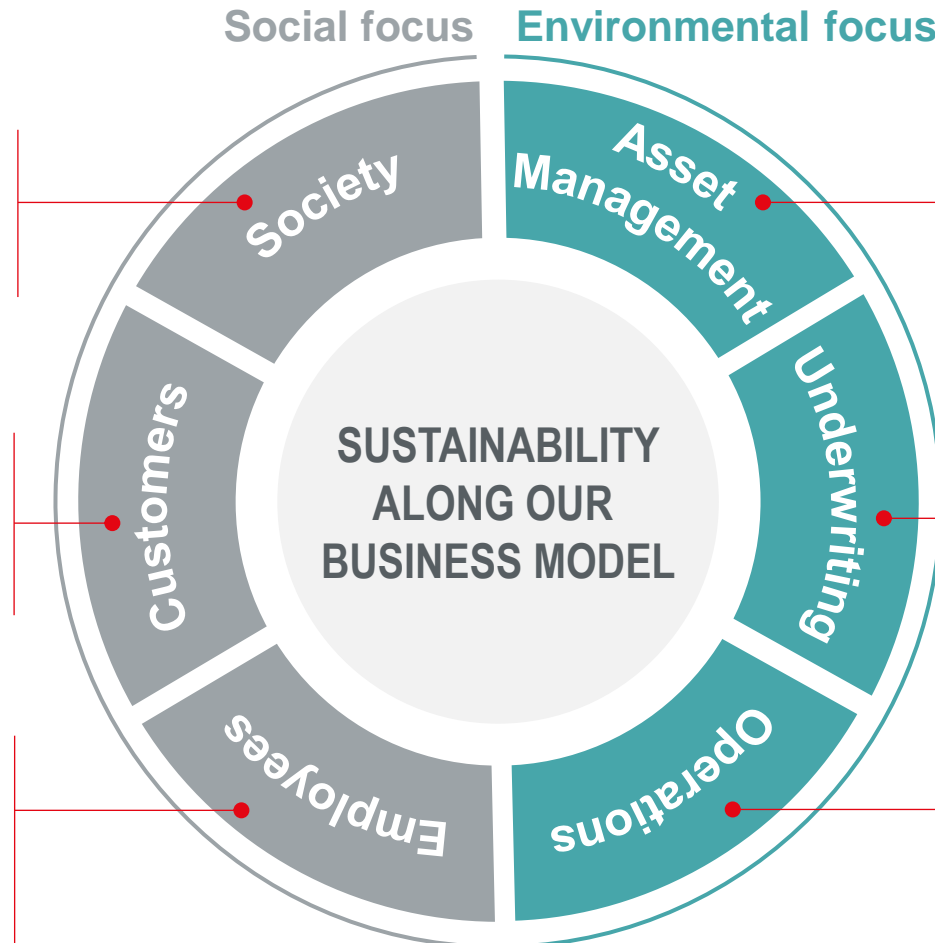 Social focus
Environmental focus
Society
Asset
Management
Customers
SUSTAINABILITY
ALONG OUR
BUSINESS MODEL
Underwriting
Employees
Operations